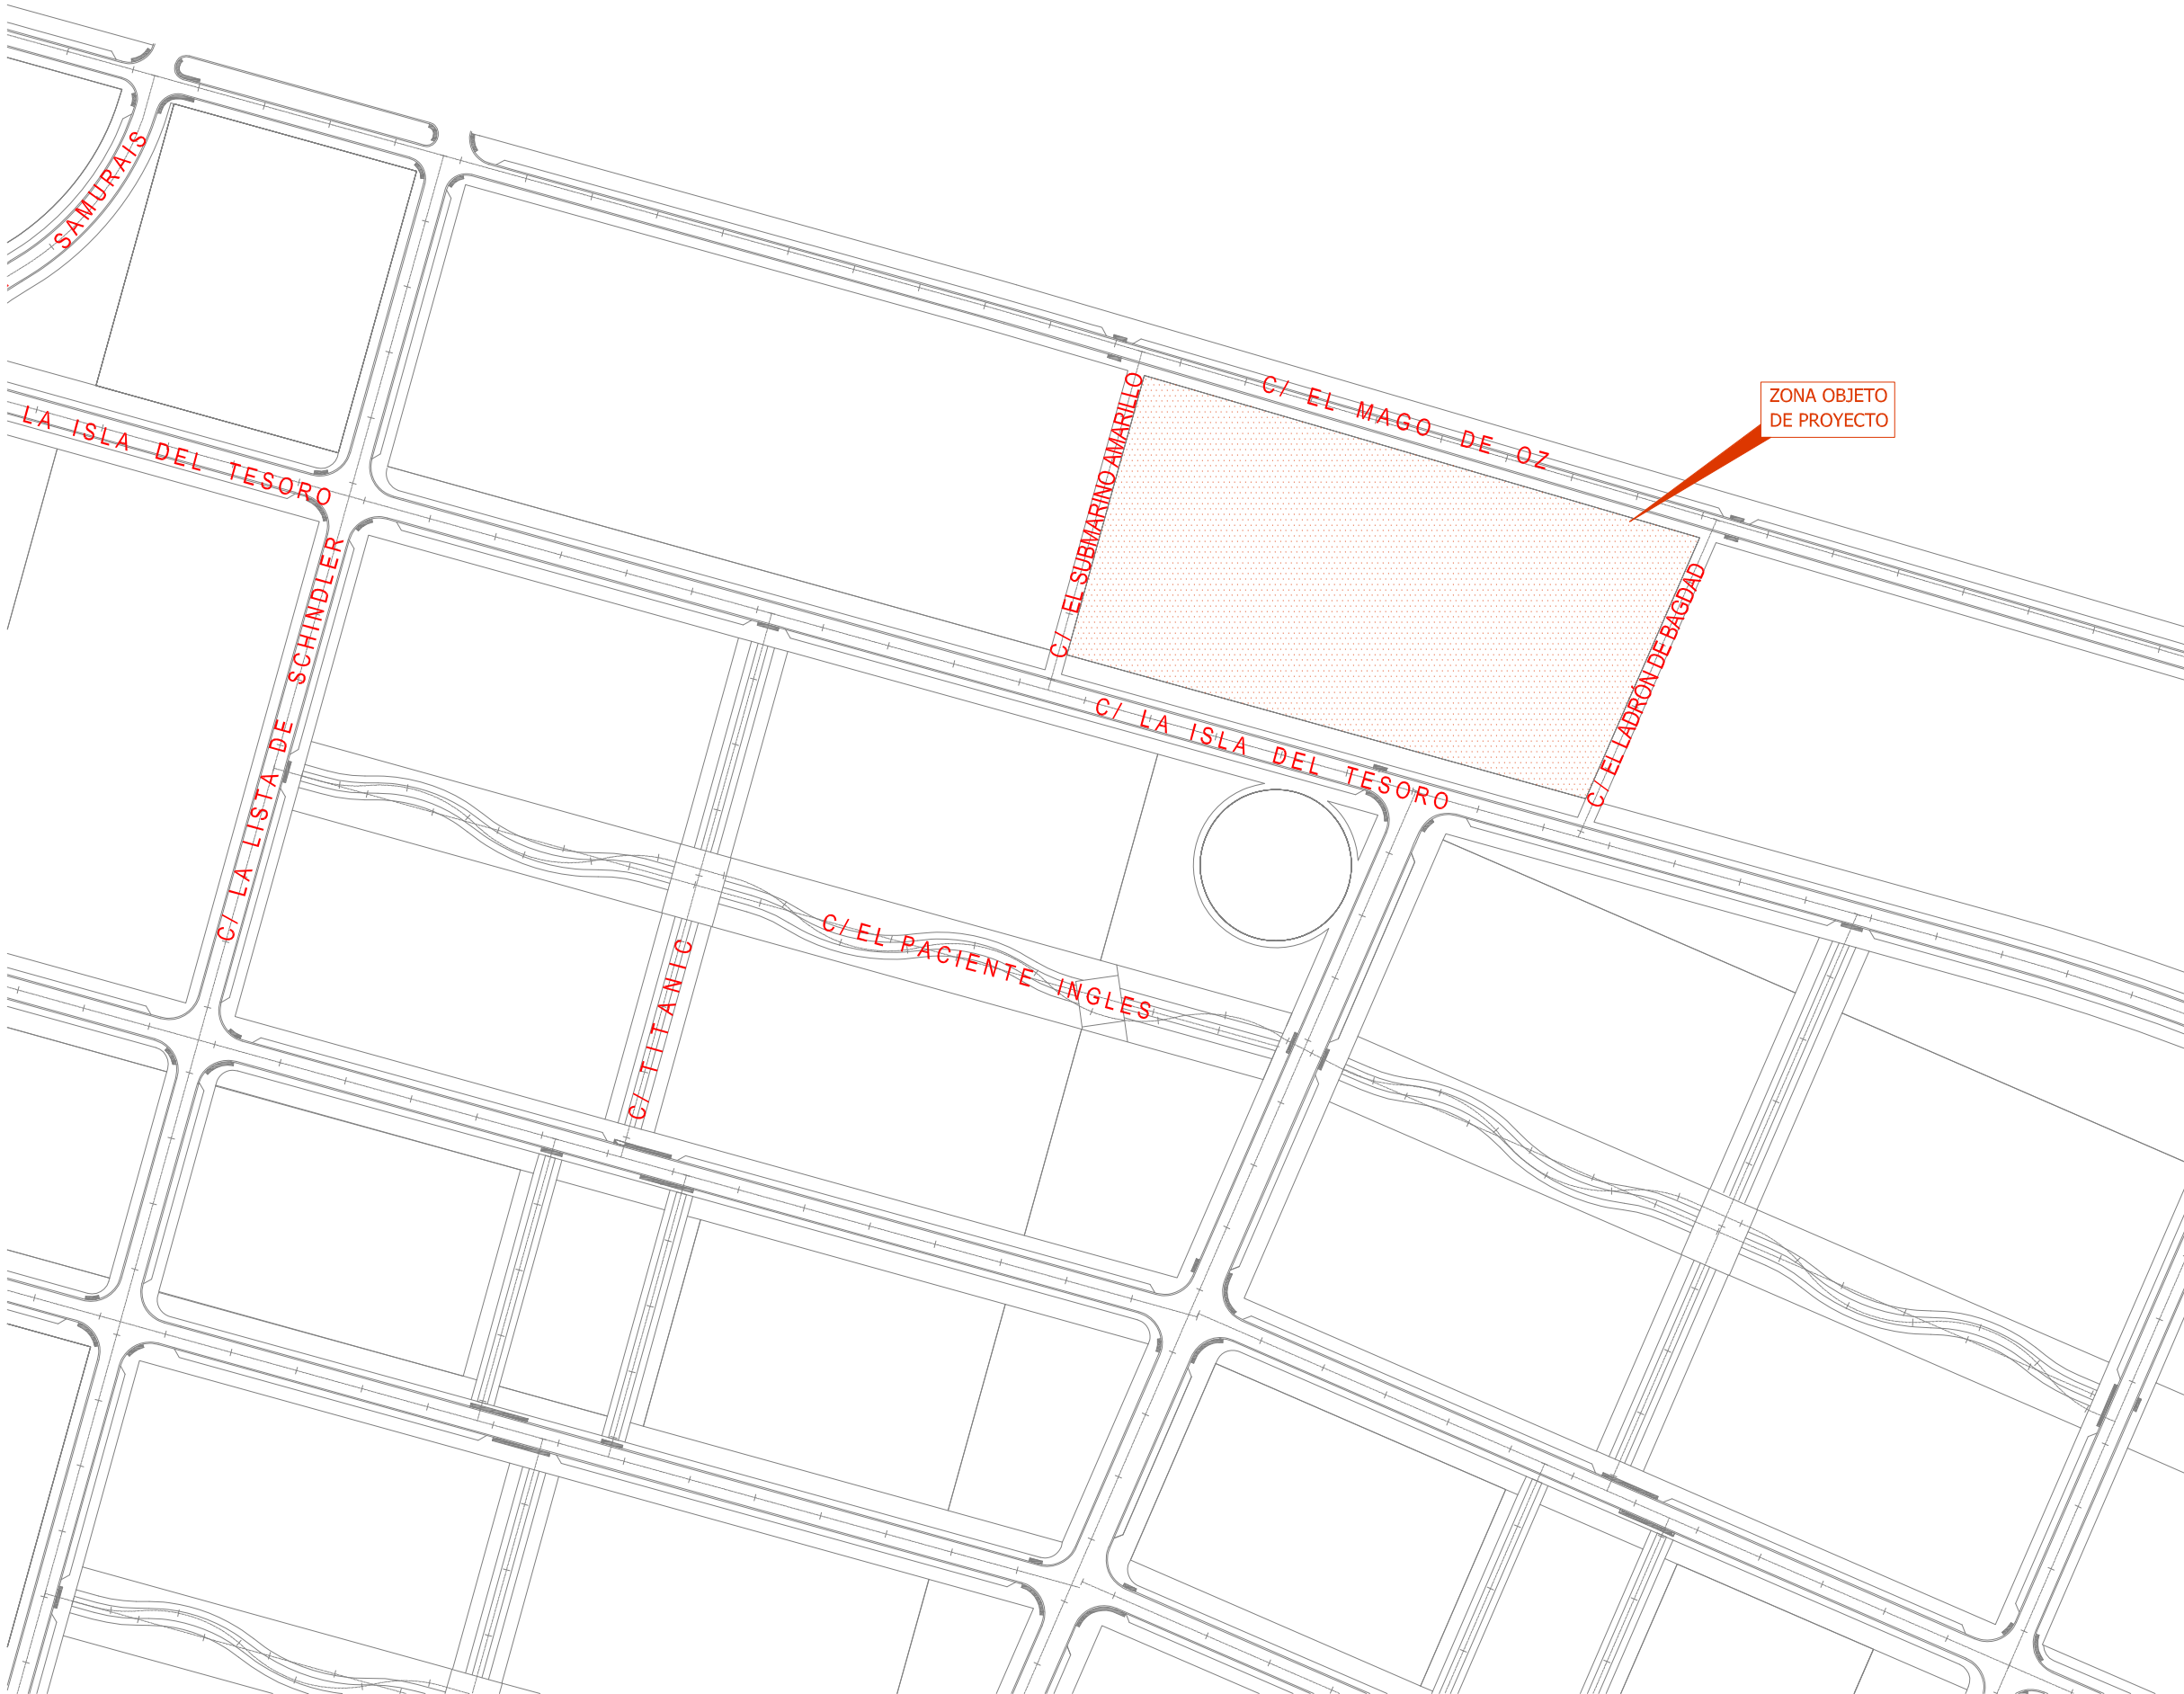 SAMURAIS
C/ EL MAGO DE OZ
ZONA OBJETO
DE PROYECTO
C/ EL SUBMARINO AMARILLO
LA ISLA DEL TESORO
C/ LA LISTA DE SCHINDLER
C/ EL LADRÓN DE BAGDAD
C/ LA ISLA DEL TESORO
C/ EL PACIENTE INGLES
C/ TITANIC